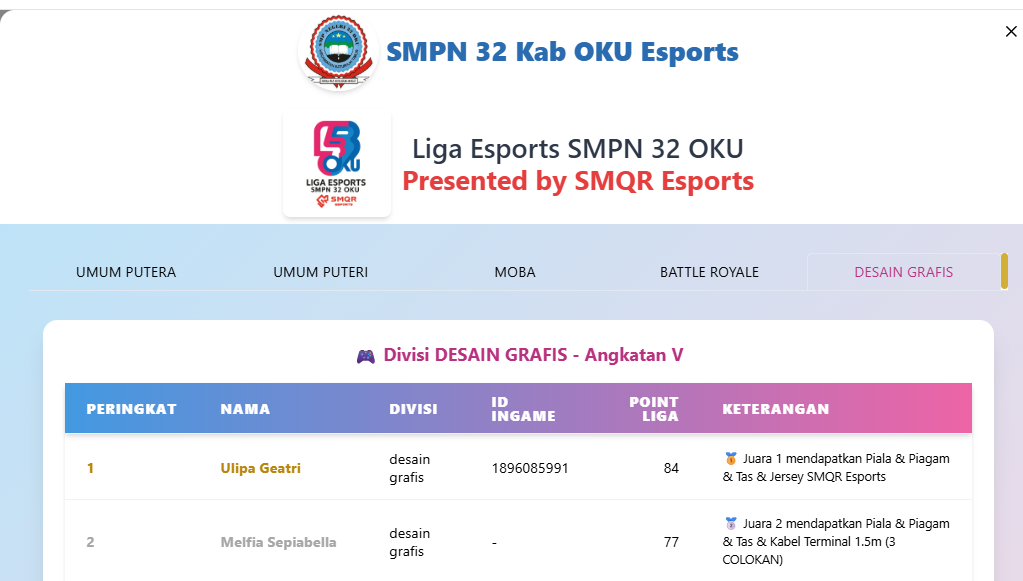 SMPN 32 Kab OKU Esports
LIGA ESPORTS
SMPN 32 OKU
SMQR
ESPORTS
Liga Esports SMPN 32 OKU
Presented by SMQR Esports
UMUM PUTERA UMUM PUTERI MOBA BATTLE ROYALE DESAIN GRAFIS
Divisi DESAIN GRAFIS - Angkatan V
PERINGKAT NAMA DIVISI ID INGAME POINT LIGA KETERANGAN
1 Ulipa Geatri desain grafis 1896085991 84 Juara 1 mendapatkan Piala & Piagam
& Tas & Jersey SMQR Esports
2 Melfia Sepiabella desain grafis - 77 Juara 2 mendapatkan Piala & Piagam
& Tas & Kabel Terminal 1.5m (3
COLOKAN)